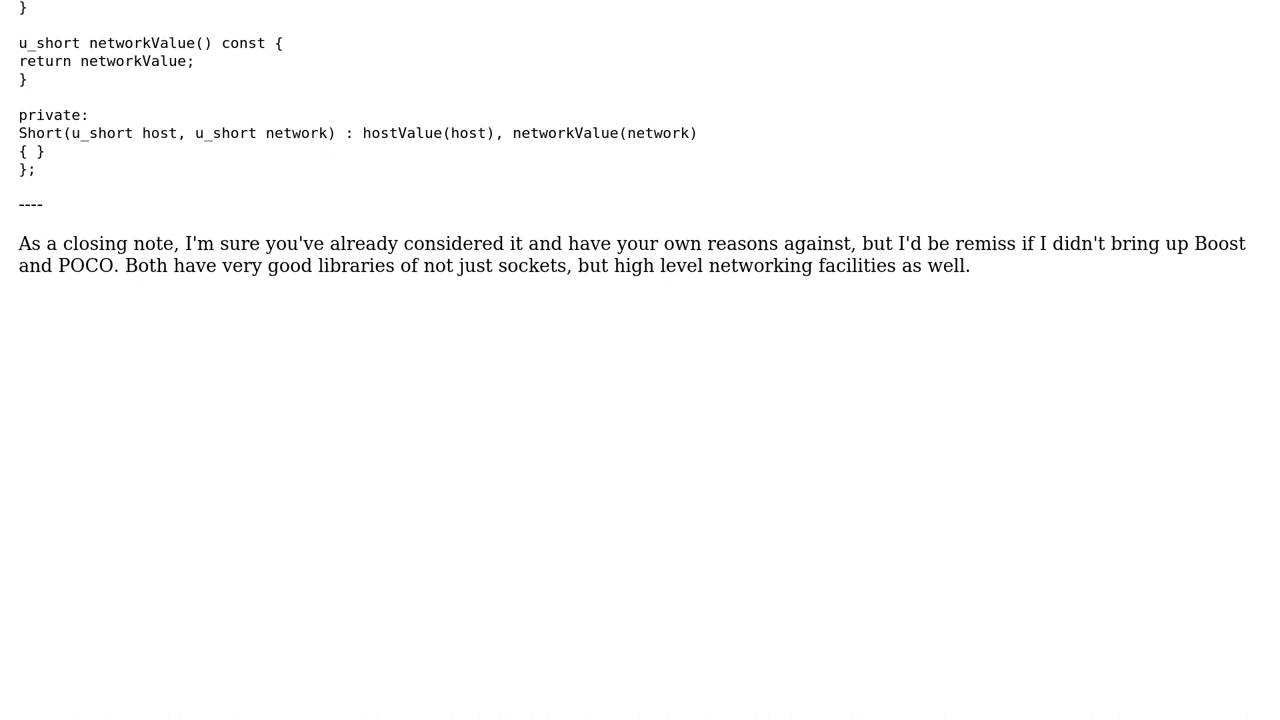 }
u_short networkValue() const {
return networkValue;
}
private:
Short(u_short host, u_short network) : hostValue(host), networkValue(network)
{ }
};
----
As a closing note, I'm sure you've already considered it and have your own reasons against, but I'd be remiss if I didn't bring up Boost
and POCO. Both have very good libraries of not just sockets, but high level networking facilities as well.